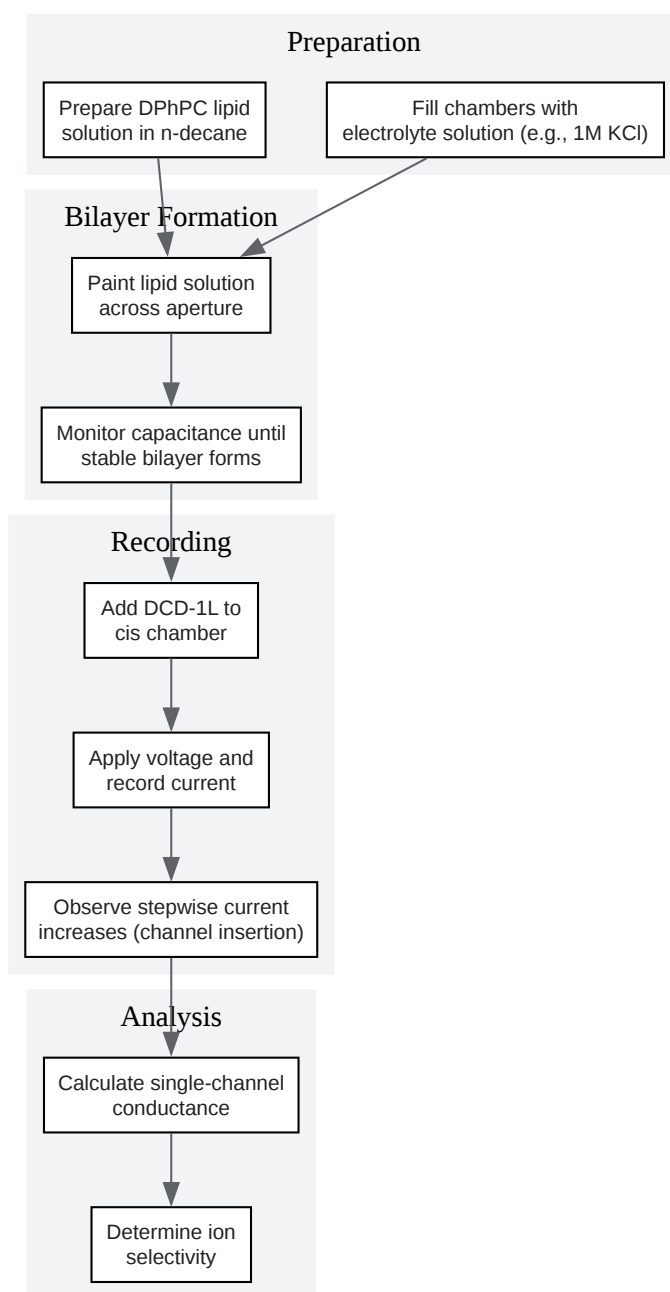 Preparation
Prepare DPhPC lipid
solution in n-decane
Fill chambers with
electrolyte solution (e.g., 1M KCl)
Bilayer Formation
Paint lipid solution
across aperture
Monitor capacitance until
stable bilayer forms
Recording
Add DCD-1L to
cis chamber
Apply voltage and
record current
Observe stepwise current
increases (channel insertion)
Analysis
Calculate single-channel
conductance
Determine ion
selectivity